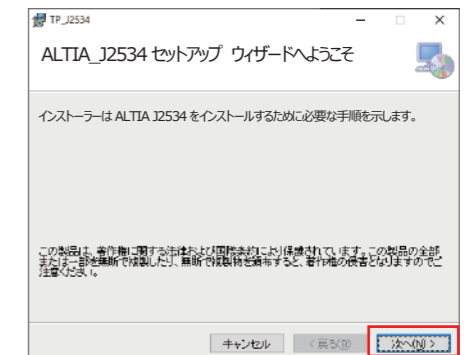 TP_J2534
ALTIA_J2534 セットアップ ウィザードへようこそ
インストーラーは ALTIA J2534 をインストールするために必要な手順を示します。
この製品は、著作権に関する法律および国際条約により保護されています。この製品の全部
または一部を無断で複製したり、無断で複製物を頒布すると、著作権の侵害となりますのでご
注意ください。
キャンセル
< 戻る(B)
次へ(N) >